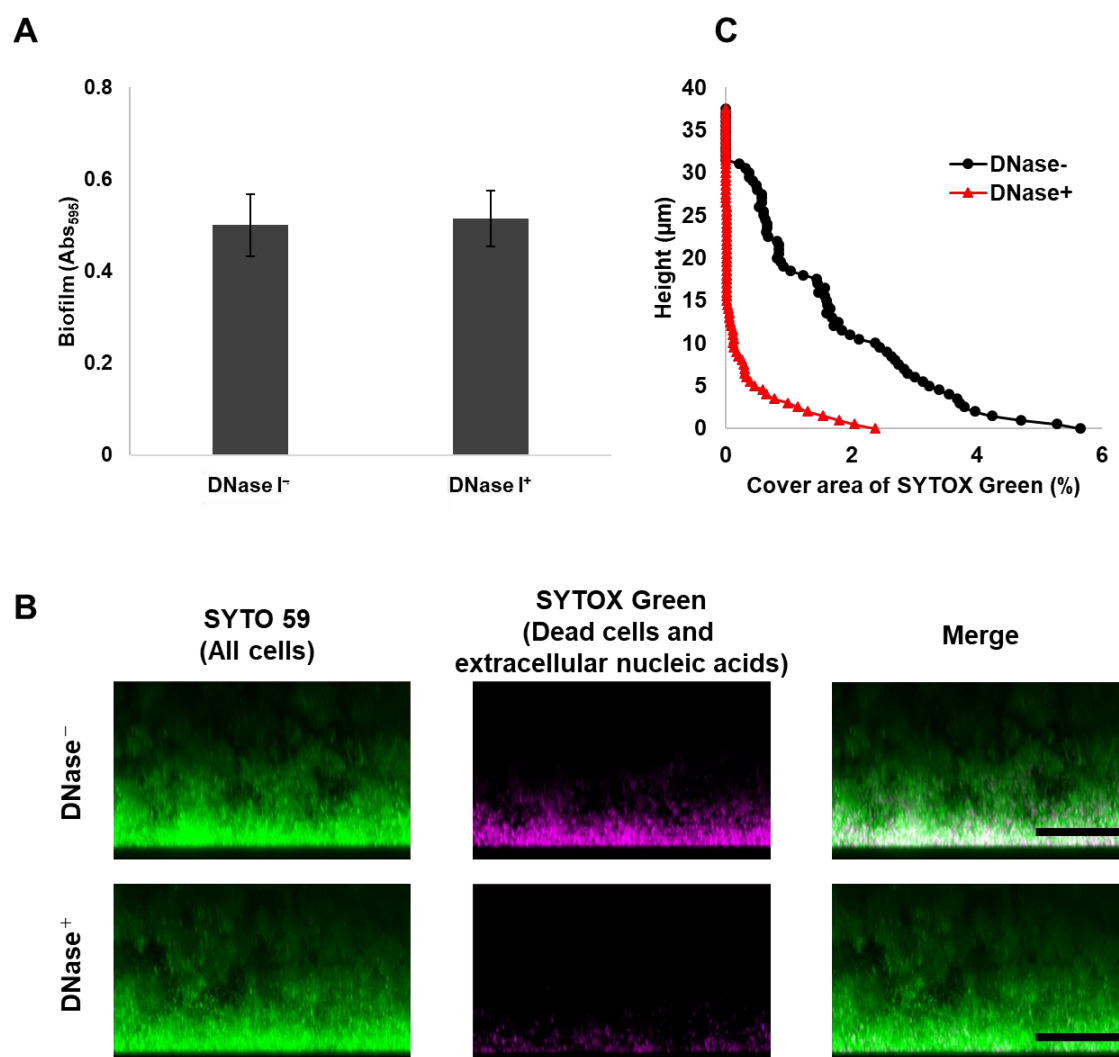 A
0.8
0.6
0.4
0.2
0
Biofilm (Abs595)
DNase I⁻
DNase I⁺
C
40
35
30
25
20
15
10
5
0
Height (µm)
DNase-
DNase+
0
2
4
6
Cover area of SYTOX Green (%)
B
SYTO 59
(All cells)
SYTOX Green
(Dead cells and
extracellular nucleic acids)
Merge
DNase⁻
DNase⁺